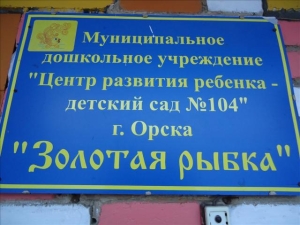 Муниципальное
дошкольное учреждение
"Центр развития ребенка -
детский сад №104"
г. Орска
"Золотая рыбка"